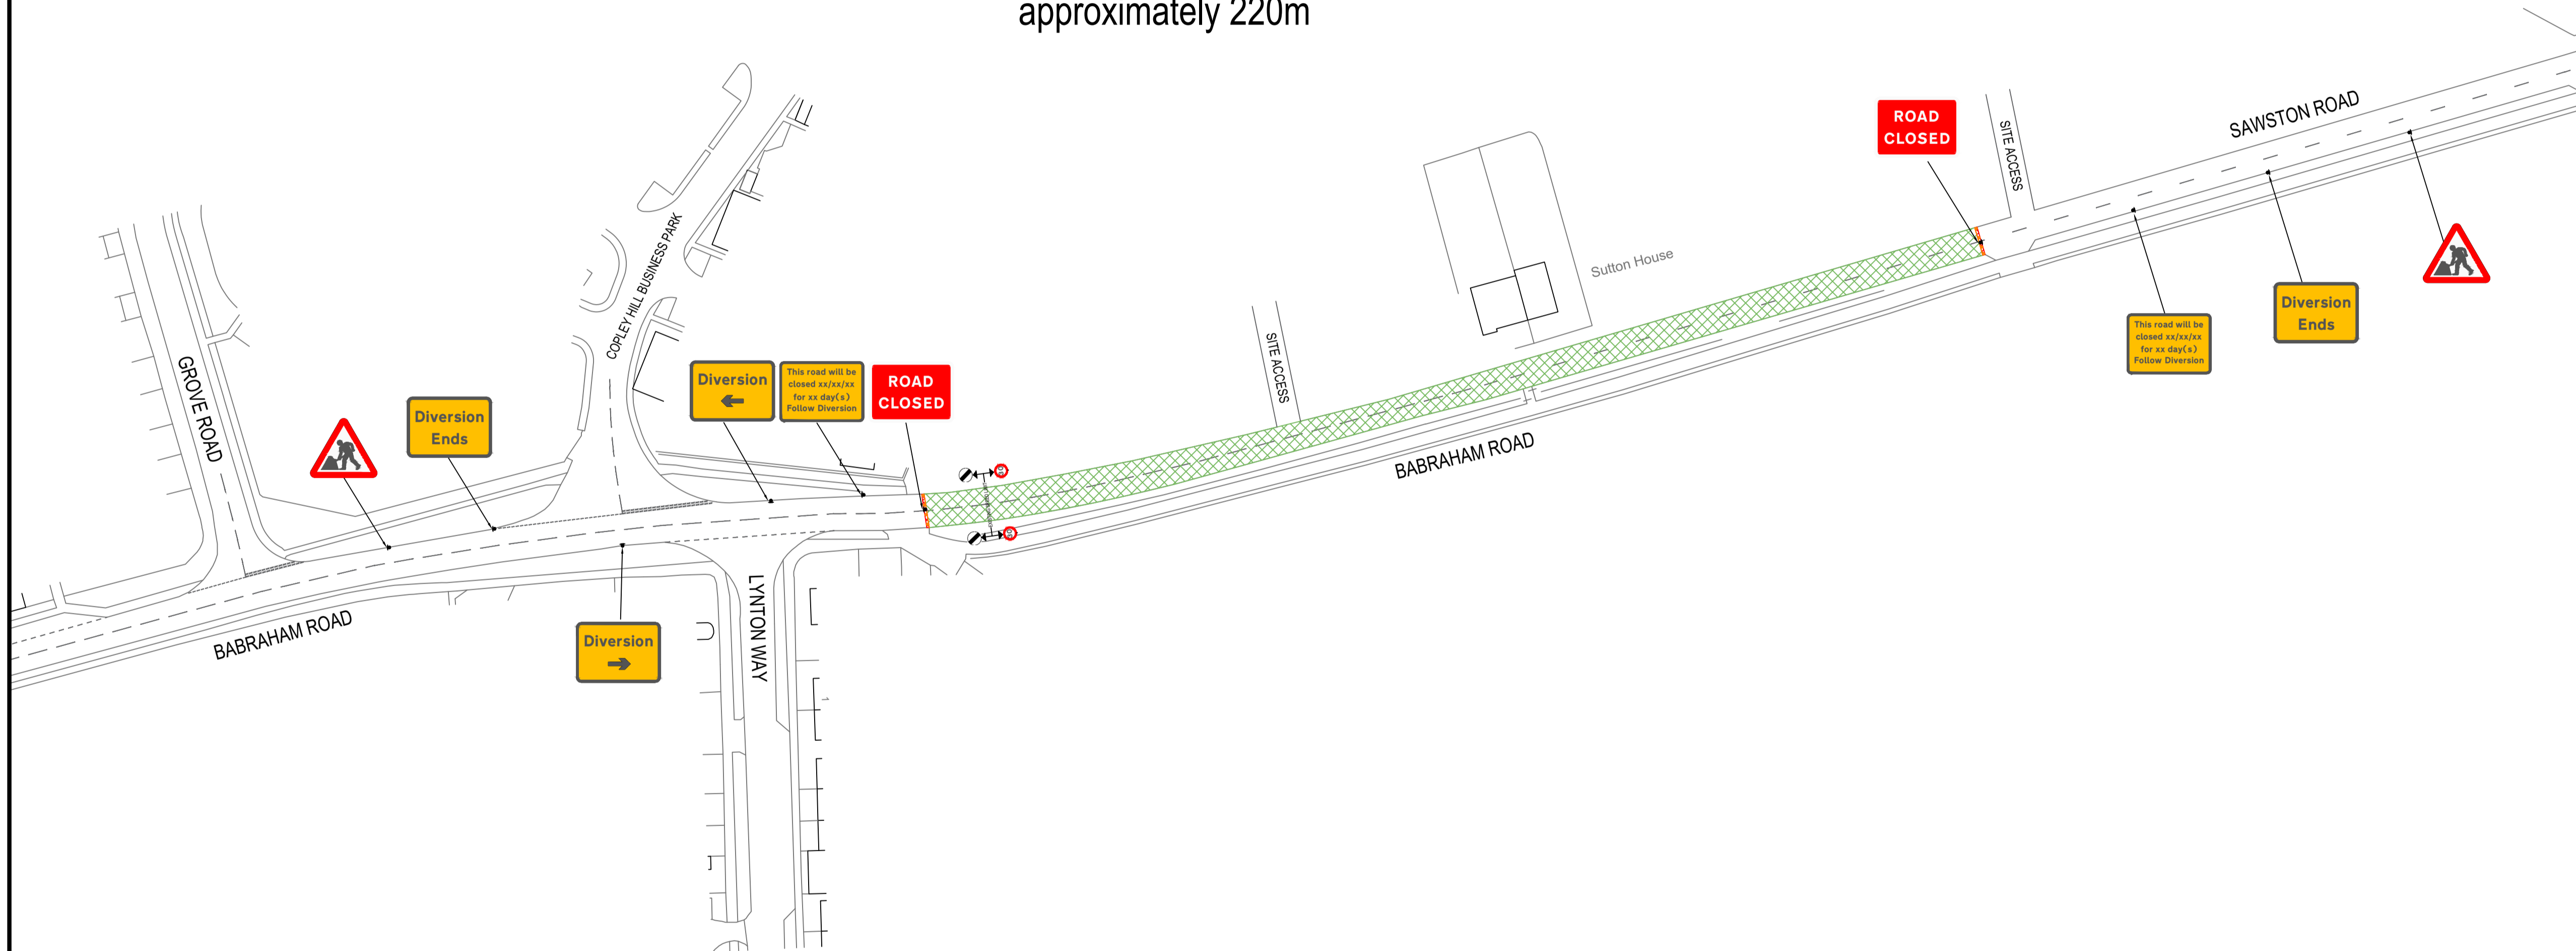 approximately 220m
SAWSTON ROAD
ROAD
CLOSED
SITE ACCESS
COPLEY HILL BUSINESS PARK
Sutton House
Diversion
Ends
This road will be
closed xx/xx/xx
for xx day(s)
Follow Diversion
SITE ACCESS
GROVE ROAD
Diversion
Ends
Diversion
This road will be
closed xx/xx/xx
for xx day(s)
Follow Diversion
ROAD
CLOSED
BABRAHAM ROAD
BABRAHAM ROAD
Diversion
LYNTON WAY
1